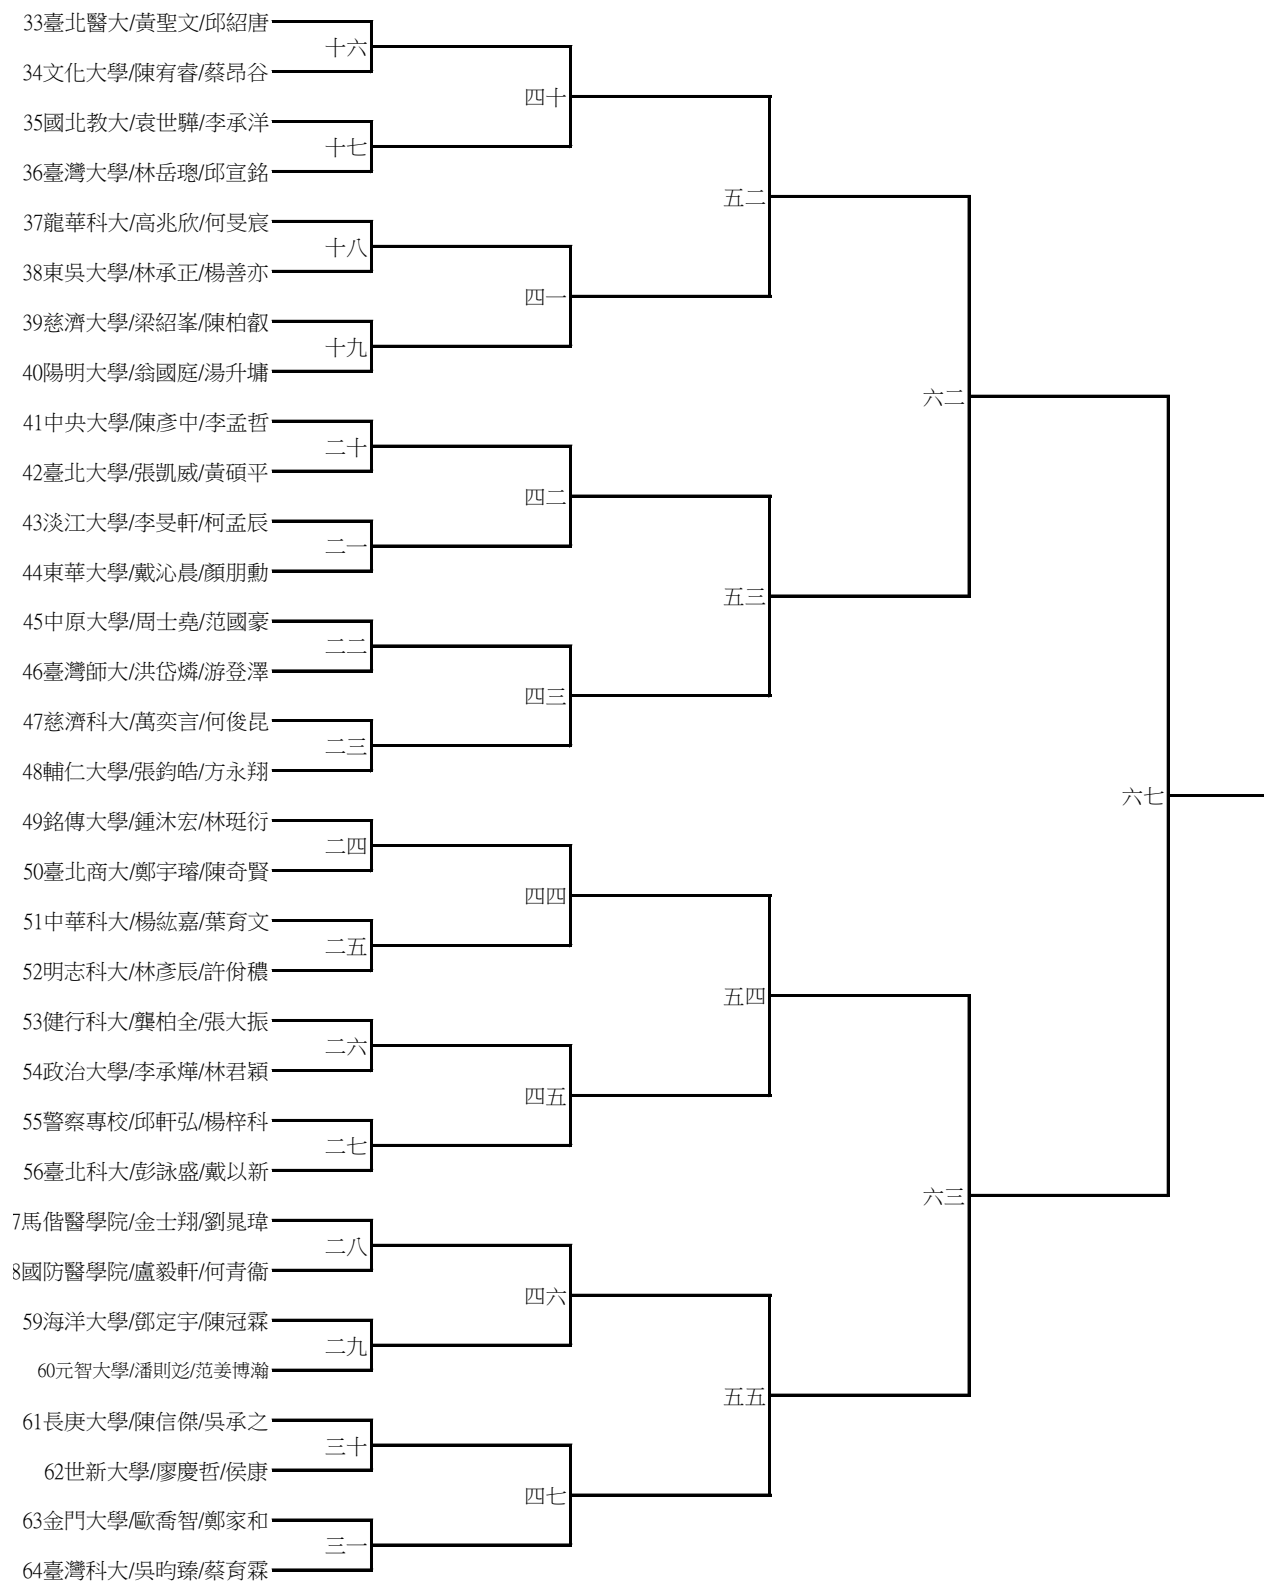 33臺北醫大/黃聖文/邱紹唐
十六
34文化大學/陳宥睿/蔡昂谷
四十
35國北教大/袁世驊/李承洋
十七
36臺灣大學/林岳璁/邱宣銘
五二
37龍華科大/高兆欣/何旻宸
十八
38東吳大學/林承正/楊善亦
四一
39慈濟大學/梁紹峯/陳柏叡
十九
40陽明大學/翁國庭/湯升墉
六二
41中央大學/陳彥中/李孟哲
二十
42臺北大學/張凱威/黃碩平
四二
43淡江大學/李旻軒/柯孟辰
二一
44東華大學/戴沁晨/顏朋勳
五三
45中原大學/周士堯/范國豪
二二
46臺灣師大/洪岱燐/游登澤
四三
47慈濟科大/萬奕言/何俊昆
二三
48輔仁大學/張鈞皓/方永翔
六七
49銘傳大學/鍾沐宏/林珽衍
二四
50臺北商大/鄭宇璿/陳奇賢
四四
51中華科大/楊紘嘉/葉育文
二五
52明志科大/林彥辰/許佾穠
五四
53健行科大/龔柏全/張大振
二六
54政治大學/李承燁/林君穎
四五
55警察專校/邱軒弘/楊梓科
二七
56臺北科大/彭詠盛/戴以新
六三
7馬偕醫學院/金士翔/劉晁瑋
二八
8國防醫學院/盧毅軒/何青衞
四六
59海洋大學/鄧定宇/陳冠霖
二九
60元智大學/潘則彣/范姜博瀚
五五
61長庚大學/陳信傑/吳承之
三十
62世新大學/廖慶哲/侯康
四七
63金門大學/歐喬智/鄭家和
三一
64臺灣科大/吳昀臻/蔡育霖